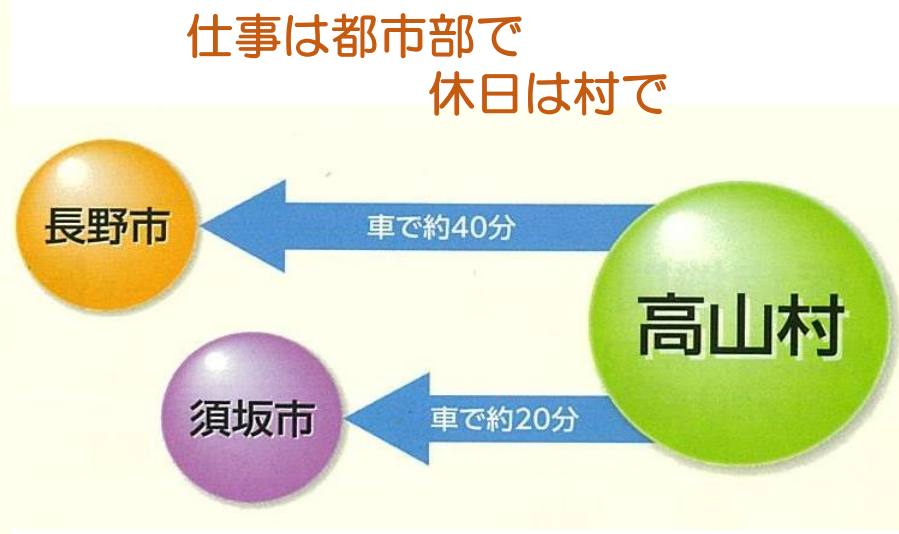 仕事は都市部で
休日は村で
長野市
車で約40分
高山村
須坂市
車で約20分